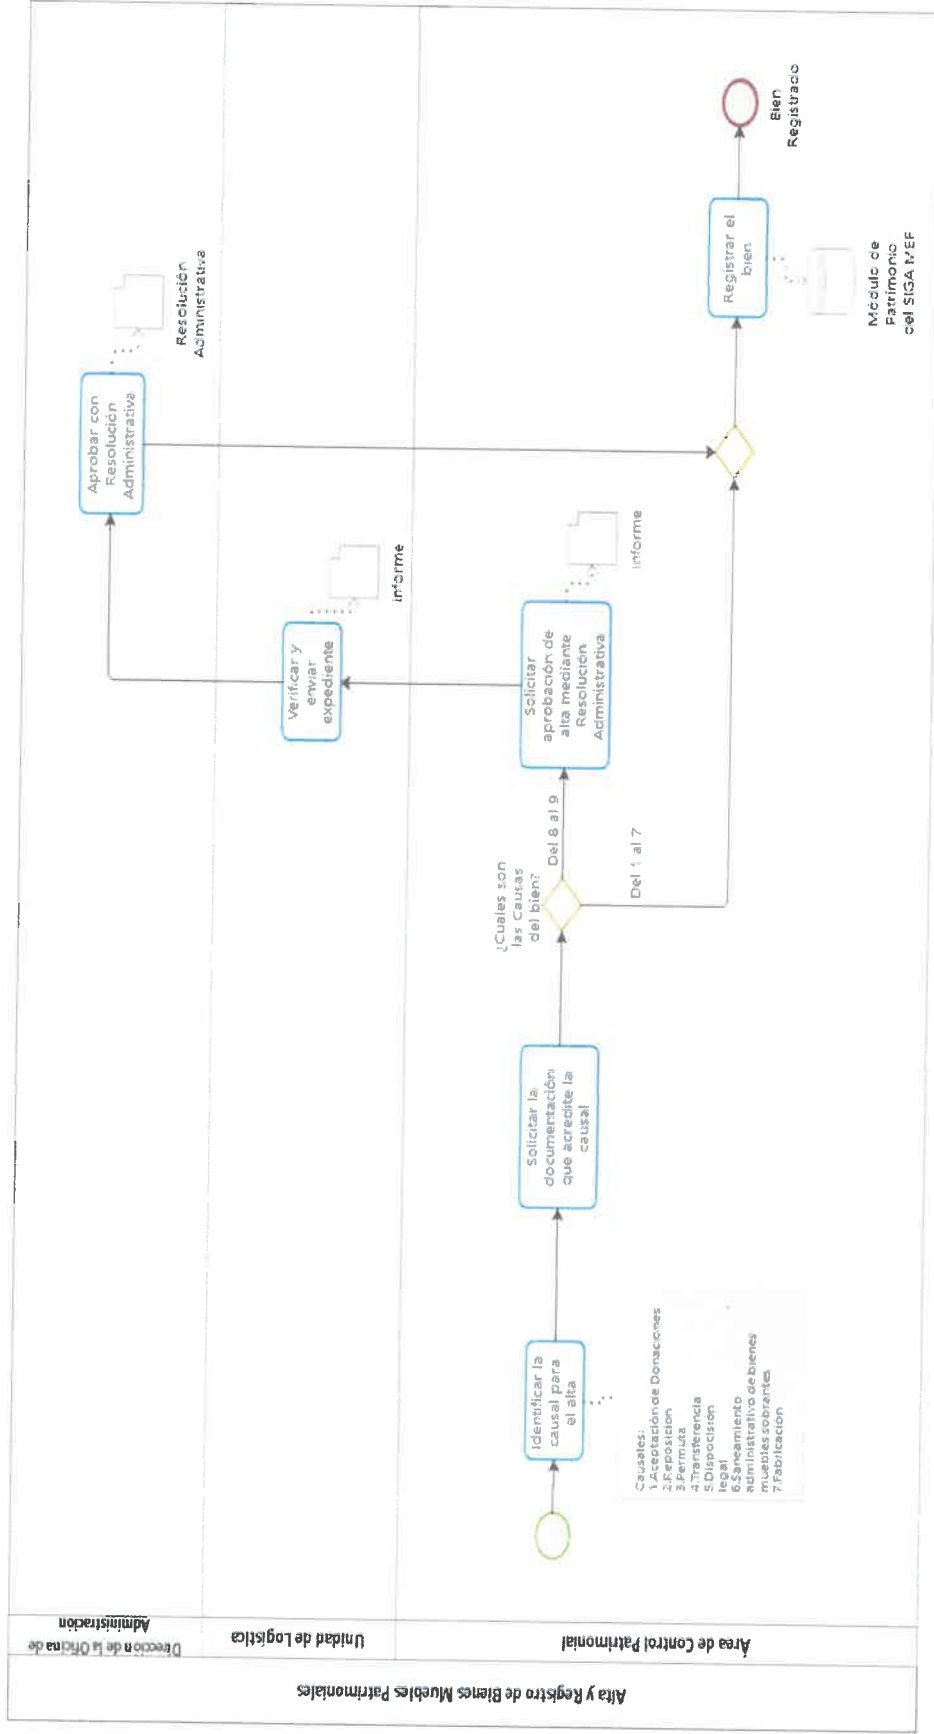 Alta y Registro de Bienes Muebles Patrimoniales
Dirección de la Oficina de
Administración
Unidad de Logística
Área de Control Patrimonial
Aprobar con
Resolución
Administrativa
Resolución
Administrativa
Verificar y
enviar
expediente
Informe
Identificar la
causal para
el alta
Causales:
1.Aceptación de Donaciones
2.Reposicion
3.Permuta
4.Transferencia
5.Dispocision
legal
6.Saneamiento
administrativo de bienes
muebles sobrantes
7.Fabricación
Solicitar la
documentación
que acredite la
causal
¿Cuales son
las Causas
del bien?
Del 8 al 9
Del 1 al 7
Solicitar
aprobación de
alta mediante
Resolución
Administrativa
Informe
Registrar el
bien
Módulo de
Patrimonio
del SIGA MEF
Bien
Registrado